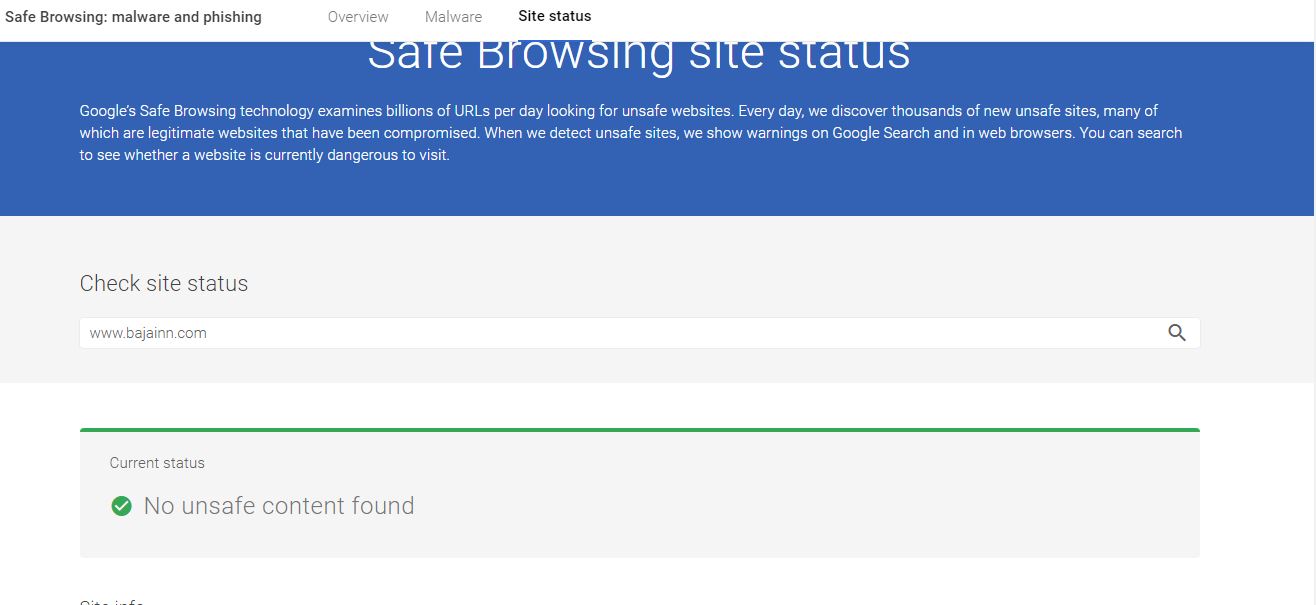 Safe Browsing: malware and phishing Overview Malware Site status
Safe Browsing site status
Google's Safe Browsing technology examines billions of URLs per day looking for unsafe websites. Every day, we discover thousands of new unsafe sites, many of
which are legitimate websites that have been compromised. When we detect unsafe sites, we show warnings on Google Search and in web browsers. You can search
to see whether a website is currently dangerous to visit.
Check site status
www.bajainn.com
Current status
No unsafe content found
Site info